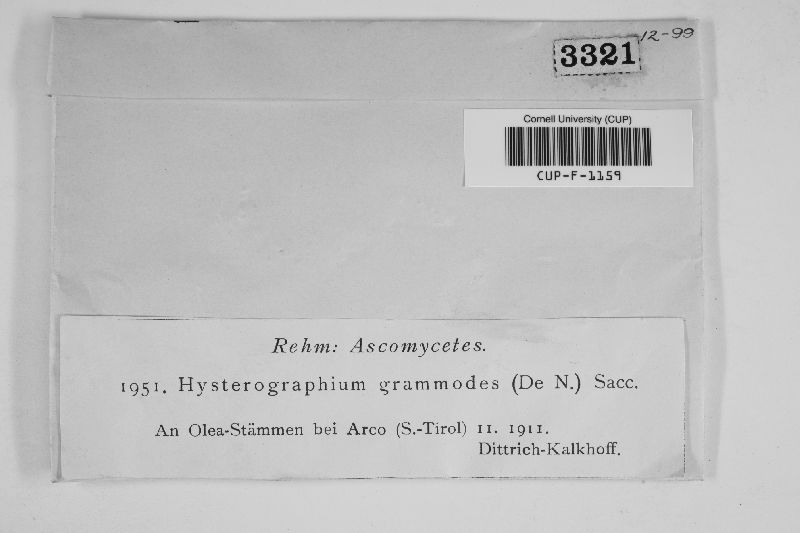 12-99
3321
Cornell University (CUP)
CUP-F-1159
Rehm: Ascomycetes.
1951. Hysterographium grammodes (De N.) Sacc.
An Olea-Stämmen bei Arco (S.-Tirol) 11. 1911.
Dittrich-Kalkhoff.